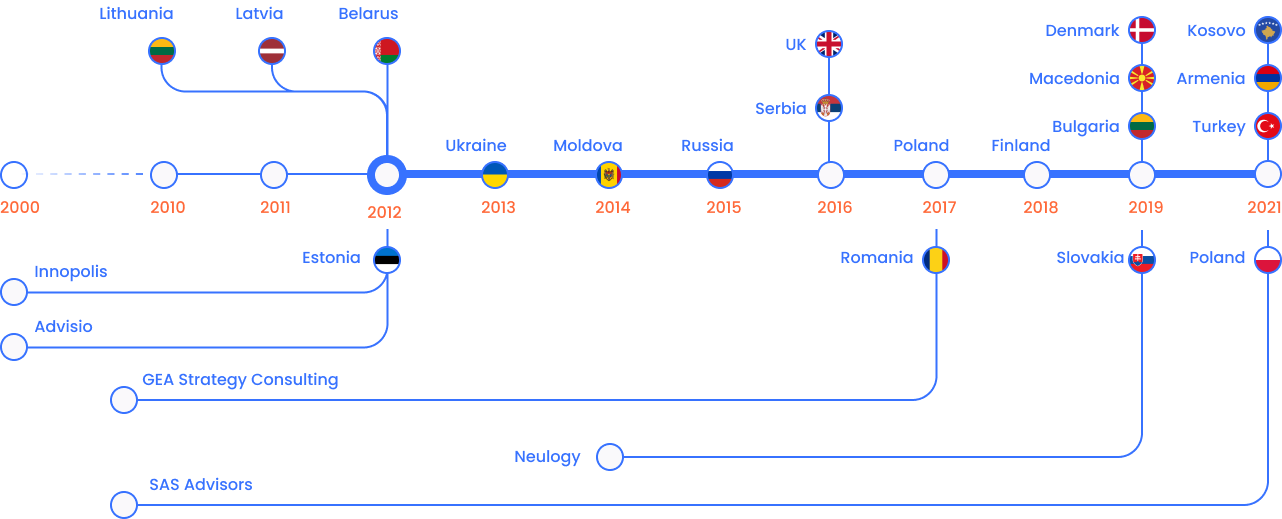 Lithuania
Latvia
Belarus
Denmark
Kosovo
UK
Macedonia
Armenia
Serbia
Bulgaria
Turkey
Ukraine
Moldova
Russia
Poland
Finland
2000
2010
2011
2012
2013
2014
2015
2016
2017
2018
2019
2021
Estonia
Romania
Slovakia
Poland
Innopolis
Advisio
GEA Strategy Consulting
Neulogy
SAS Advisors